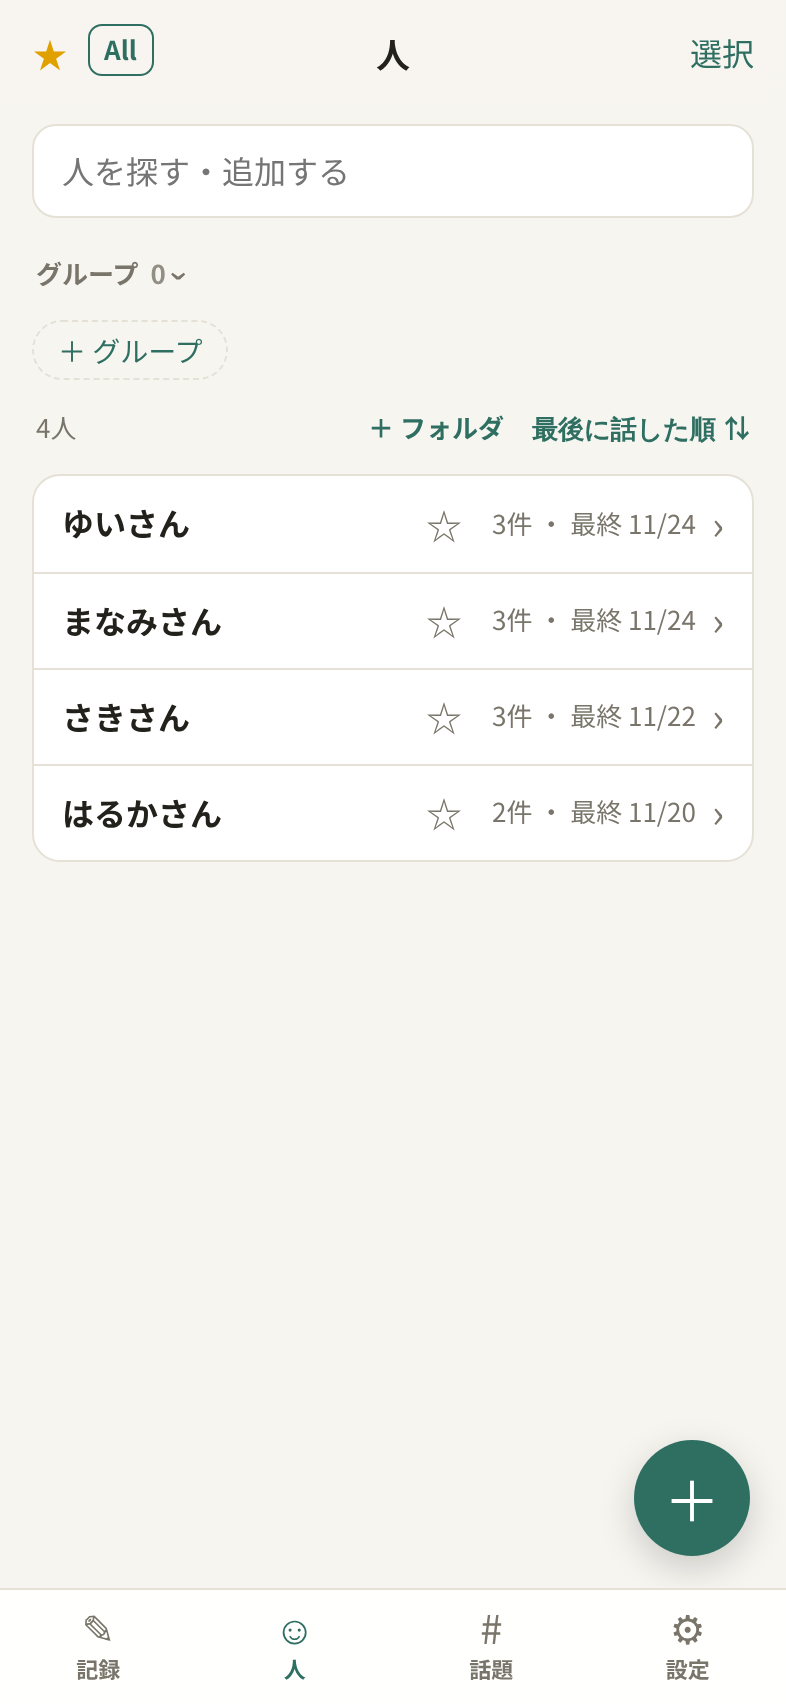 ★ All 人 選択
人を探す・追加する
グループ 0
＋ グループ
4人 ＋ フォルダ 最後に話した順 ⇅
ゆいさん ☆ 3件 ・ 最終 11/24 ›
まなみさん ☆ 3件 ・ 最終 11/24 ›
さきさん ☆ 3件 ・ 最終 11/22 ›
はるかさん ☆ 2件 ・ 最終 11/20 ›
＋
記録 人 # 話題 設定